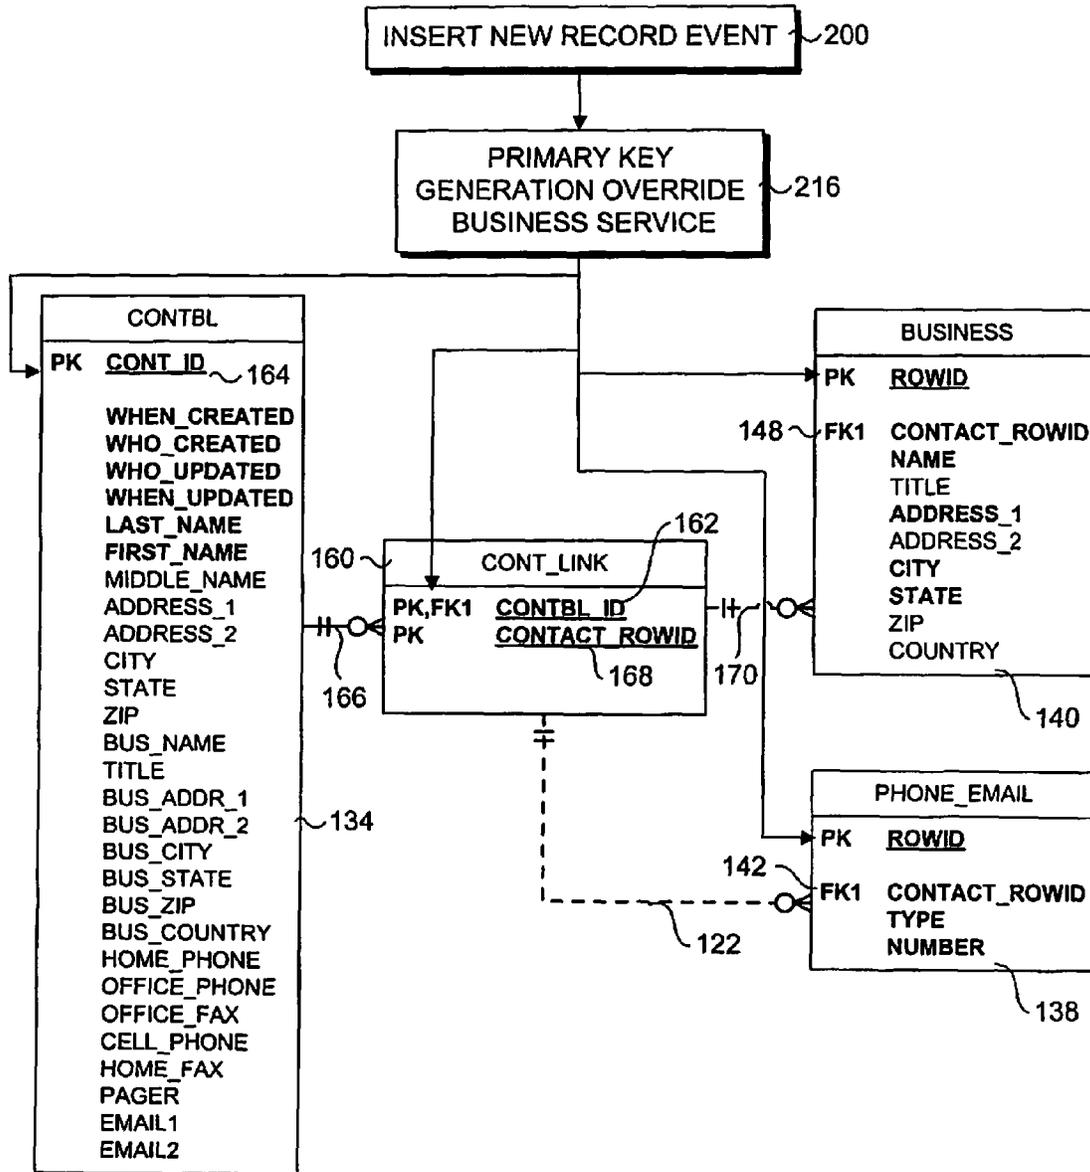 INSERT NEW RECORD EVENT
200
PRIMARY KEY
GENERATION OVERRIDE
BUSINESS SERVICE
216
CONTBL
PK CONT_ID
164
WHEN_CREATED
WHO_CREATED
WHO_UPDATED
WHEN_UPDATED
LAST_NAME
FIRST_NAME
MIDDLE_NAME
ADDRESS_1
ADDRESS_2
CITY
STATE
ZIP
BUS_NAME
TITLE
BUS_ADDR_1
BUS_ADDR_2
BUS_CITY
BUS_STATE
BUS_ZIP
BUS_COUNTRY
HOME_PHONE
OFFICE_PHONE
OFFICE_FAX
CELL_PHONE
HOME_FAX
PAGER
EMAIL1
EMAIL2
134
166
160
162
CONT_LINK
PK,FK1 CONTBL_ID
PK CONTACT_ROWID
168
170
122
BUSINESS
PK ROWID
148
FK1 CONTACT_ROWID
NAME
TITLE
ADDRESS_1
ADDRESS_2
CITY
STATE
ZIP
COUNTRY
140
PHONE_EMAIL
PK ROWID
142
FK1 CONTACT_ROWID
TYPE
NUMBER
138